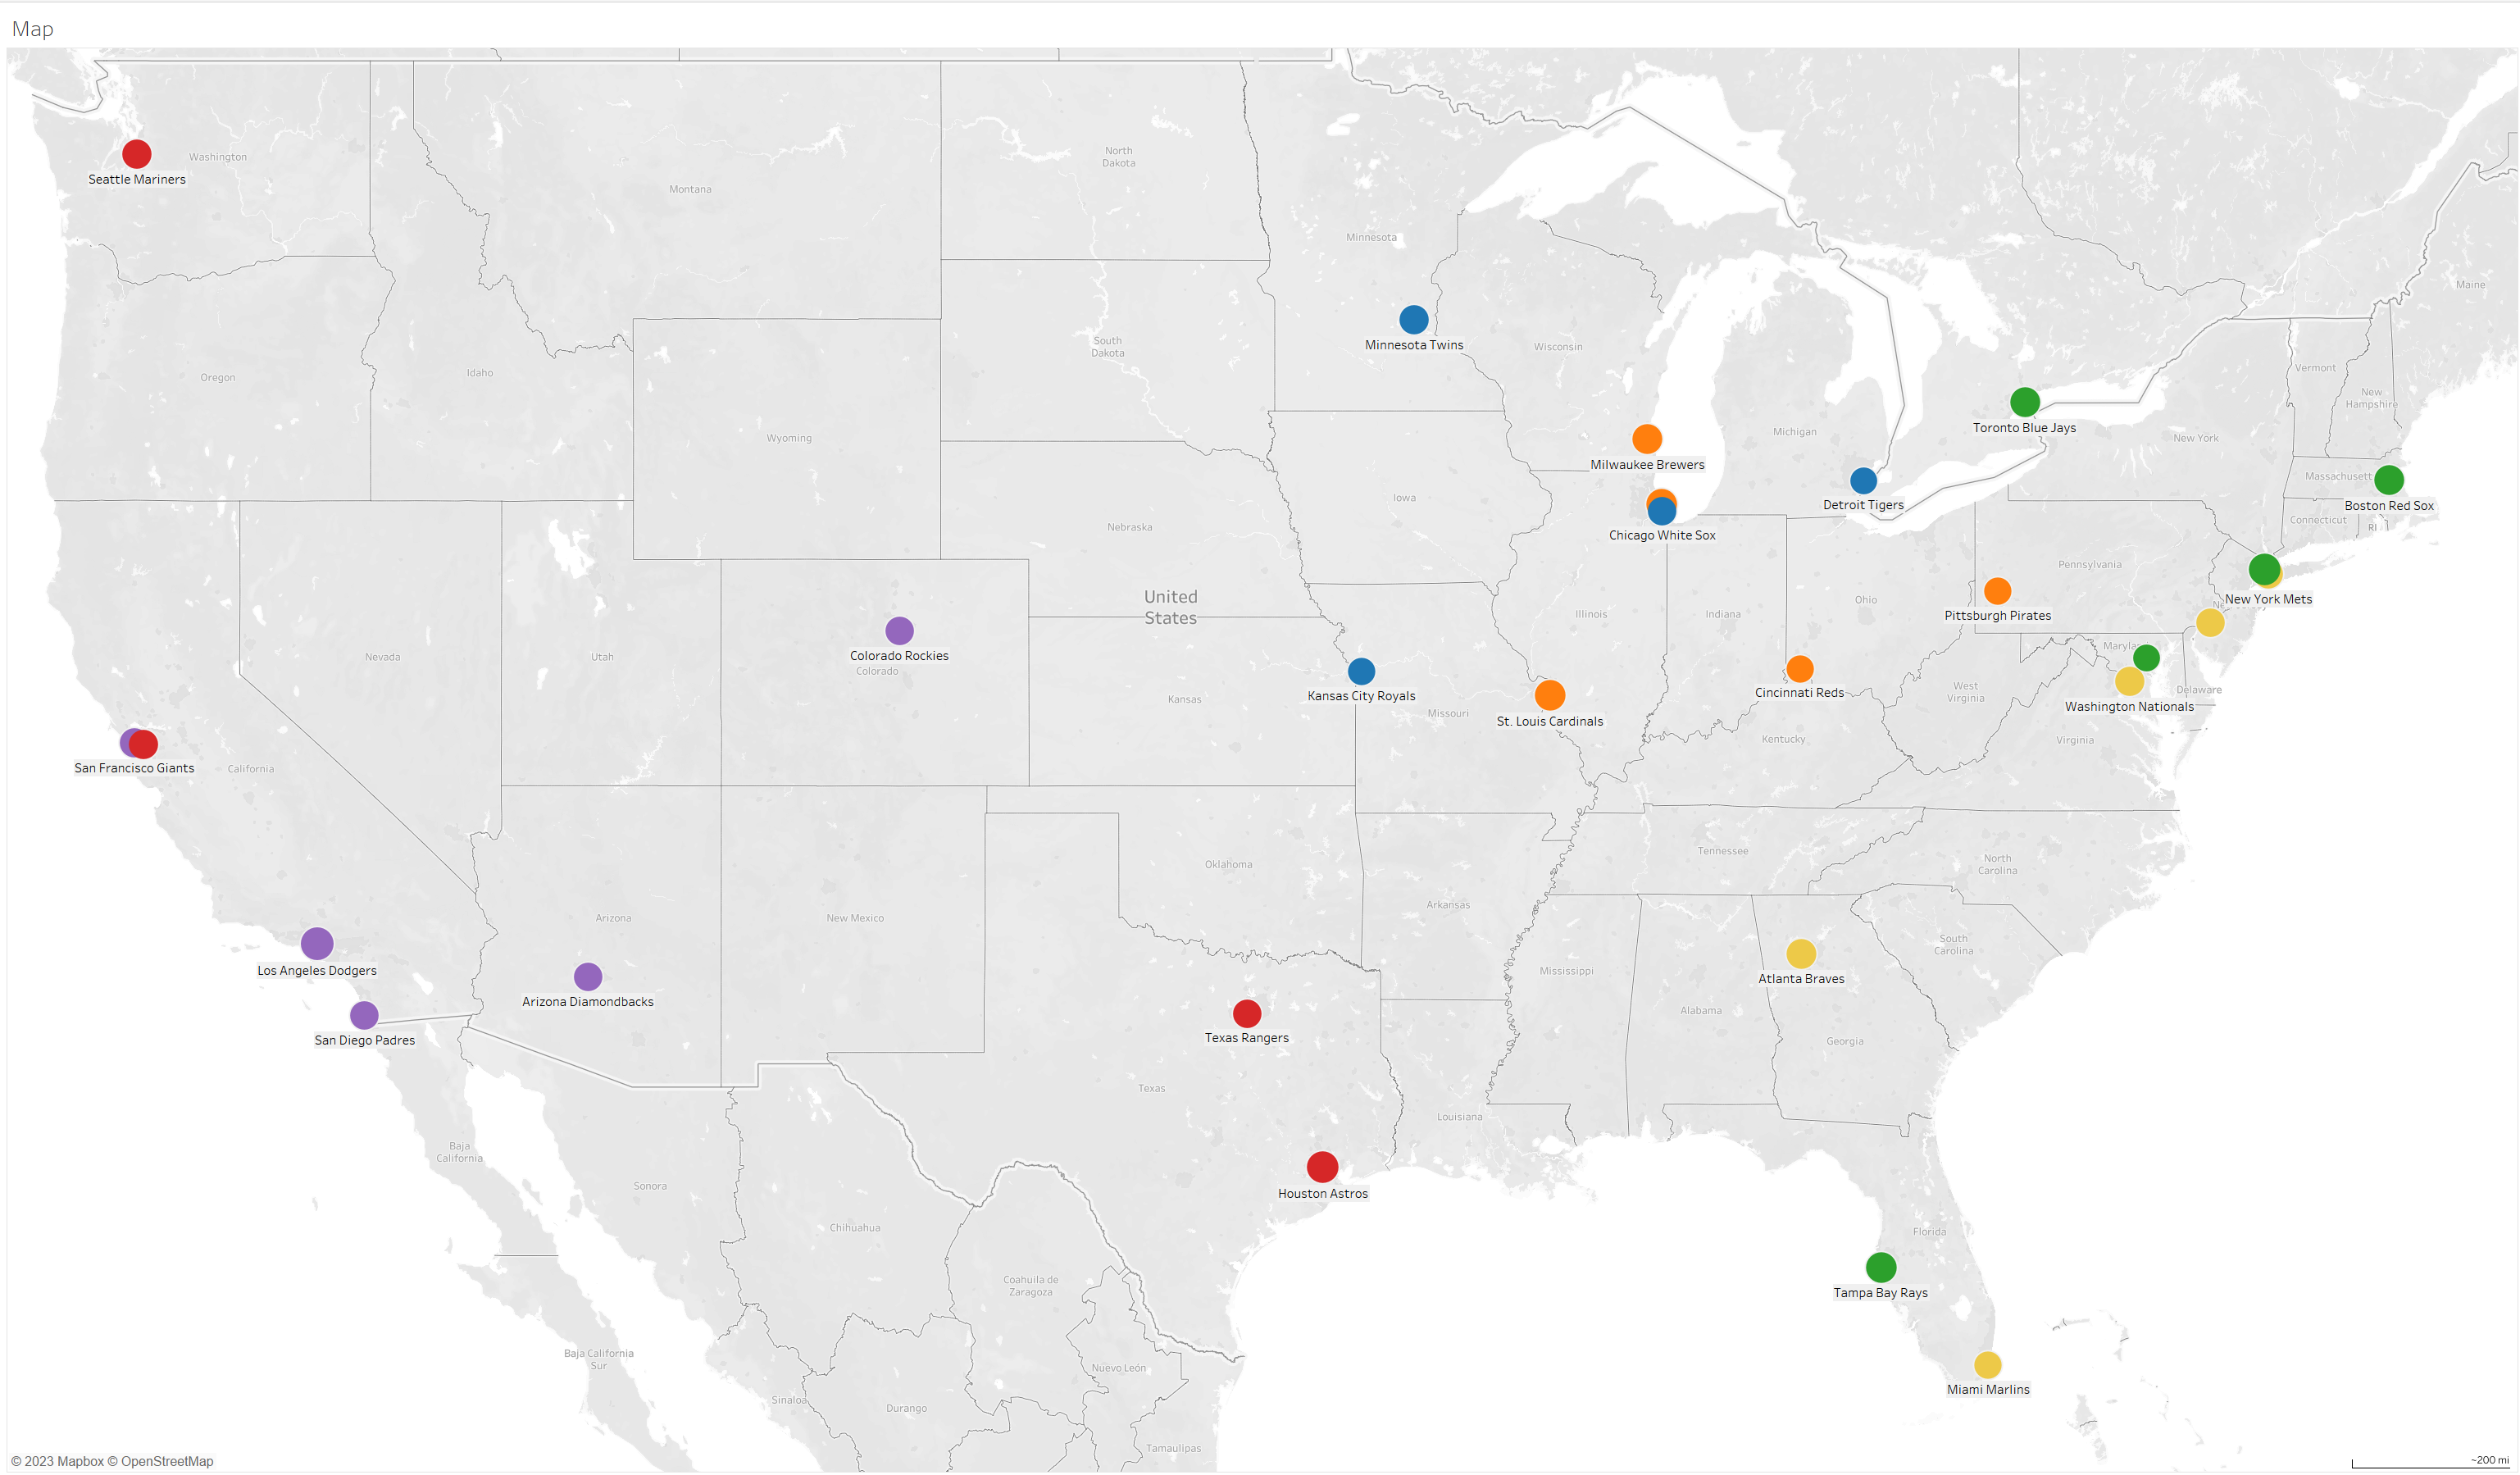 Map
Washington
Seattle Mariners
North
Dakota
Montana
Minnesota
Maine
Minnesota Twins
South
Dakota
Wisconsin
Idaho
Oregon
Vermont
New
Hampshire
Toronto Blue Jays
Wyoming
Michigan
New York
Milwaukee Brewers
Massachusett
Iowa
Detroit Tigers
Boston Red Sox
Nebraska
Chicago White Sox
Connecticut
RI
United
States
Pennsylvania
New York Mets
Ne
Illinois
Indiana
Ohio
Pittsburgh Pirates
Colorado Rockies
Colorado
Nevada
Utah
Maryla
Kansas
Kansas City Royals
Missouri
St. Louis Cardinals
Cincinnati Reds
West
Virginia
Delaware
Washington Nationals
Virginia
Kentucky
San Francisco Giants
California
Tennessee
North
Carolina
Oklahoma
Arkansas
Arizona
New Mexico
South
Carolina
Los Angeles Dodgers
Mississippi
Atlanta Braves
Arizona Diamondbacks
Alabama
San Diego Padres
Texas Rangers
Georgia
Texas
Louisiana
Baja
California
Sonora
Houston Astros
Chihuahua
Florida
Coahuila de
Zaragoza
Tampa Bay Rays
Baja California
Sur
Nuevo León
Miami Marlins
Sinaloa
Durango
Tamaulipas
© 2023 Mapbox © OpenStreetMap
~200 mi